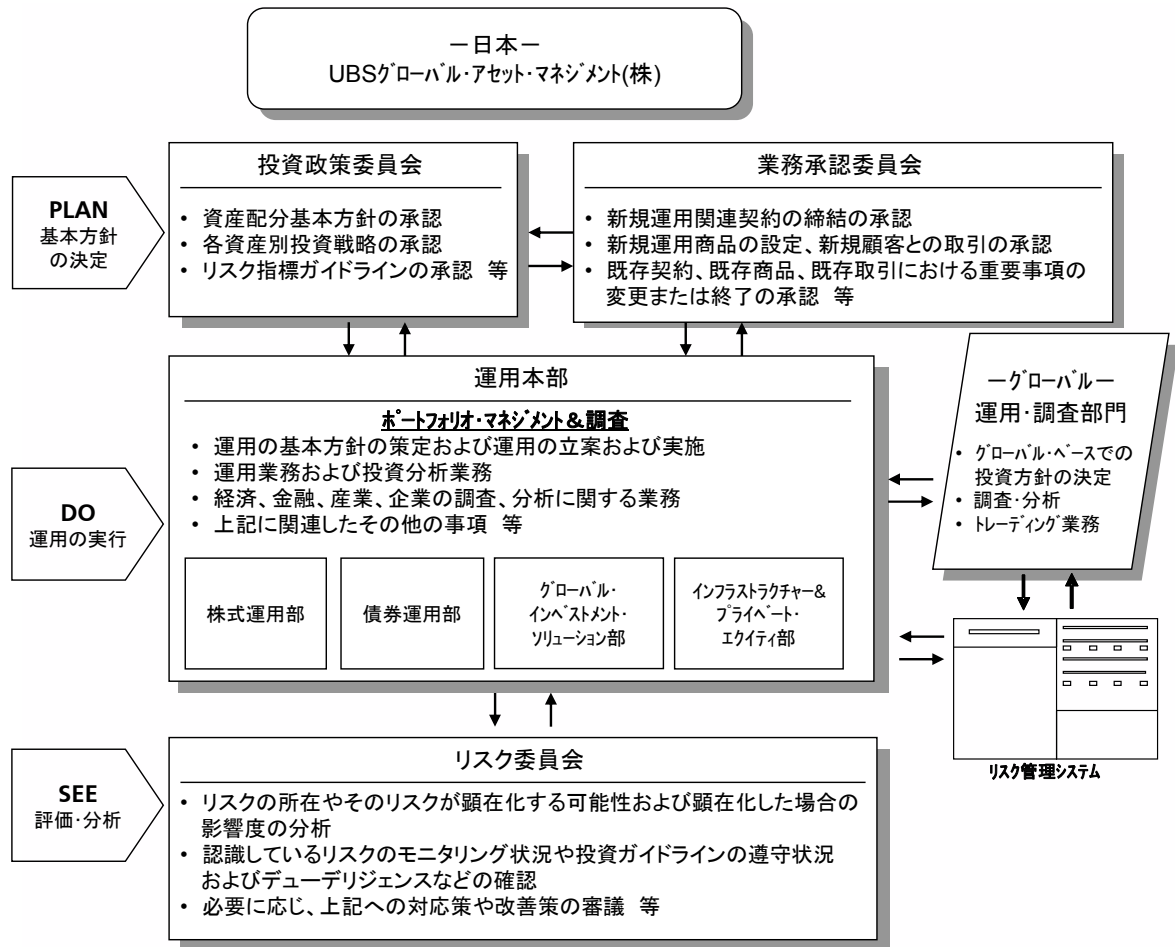 －日本－
UBSｸﾞﾛｰﾊﾞﾙ･ｱｾｯﾄ･ﾏﾈｼﾞﾒﾝﾄ(株)
PLAN
基本方針
の決定
投資政策委員会
• 資産配分基本方針の承認
• 各資産別投資戦略の承認
• リスク指標ガイドラインの承認 等
業務承認委員会
• 新規運用関連契約の締結の承認
• 新規運用商品の設定、新規顧客との取引の承認
• 既存契約、既存商品、既存取引における重要事項の
変更または終了の承認 等
DO
運用の実行
運用本部
ﾎﾟｰﾄﾌｫﾘｵ･ﾏﾈｼﾞﾒﾝﾄ＆調査
• 運用の基本方針の策定および運用の立案および実施
• 運用業務および投資分析業務
• 経済、金融、産業、企業の調査、分析に関する業務
• 上記に関連したその他の事項 等
株式運用部
債券運用部
ｸﾞﾛｰﾊﾞﾙ･
ｲﾝﾍﾞｽﾄﾒﾝﾄ･
ｿﾘｭｰｼｮﾝ部
ｲﾝﾌﾗｽﾄﾗｸﾁｬｰ&
ﾌﾟﾗｲﾍﾞｰﾄ･
ｴｸｲﾃｨ部
－ｸﾞﾛｰﾊﾞﾙ－
運用･調査部門
• ｸﾞﾛｰﾊﾞﾙ･ﾍﾞｰｽでの
投資方針の決定
• 調査･分析
• ﾄﾚｰﾃﾞｨﾝｸﾞ業務
ﾘｽｸ管理ｼｽﾃﾑ
SEE
評価･分析
リスク委員会
• リスクの所在やそのリスクが顕在化する可能性および顕在化した場合の
影響度の分析
• 認識しているリスクのモニタリング状況や投資ガイドラインの遵守状況
およびデューデリジェンスなどの確認
• 必要に応じ、上記への対応策や改善策の審議 等